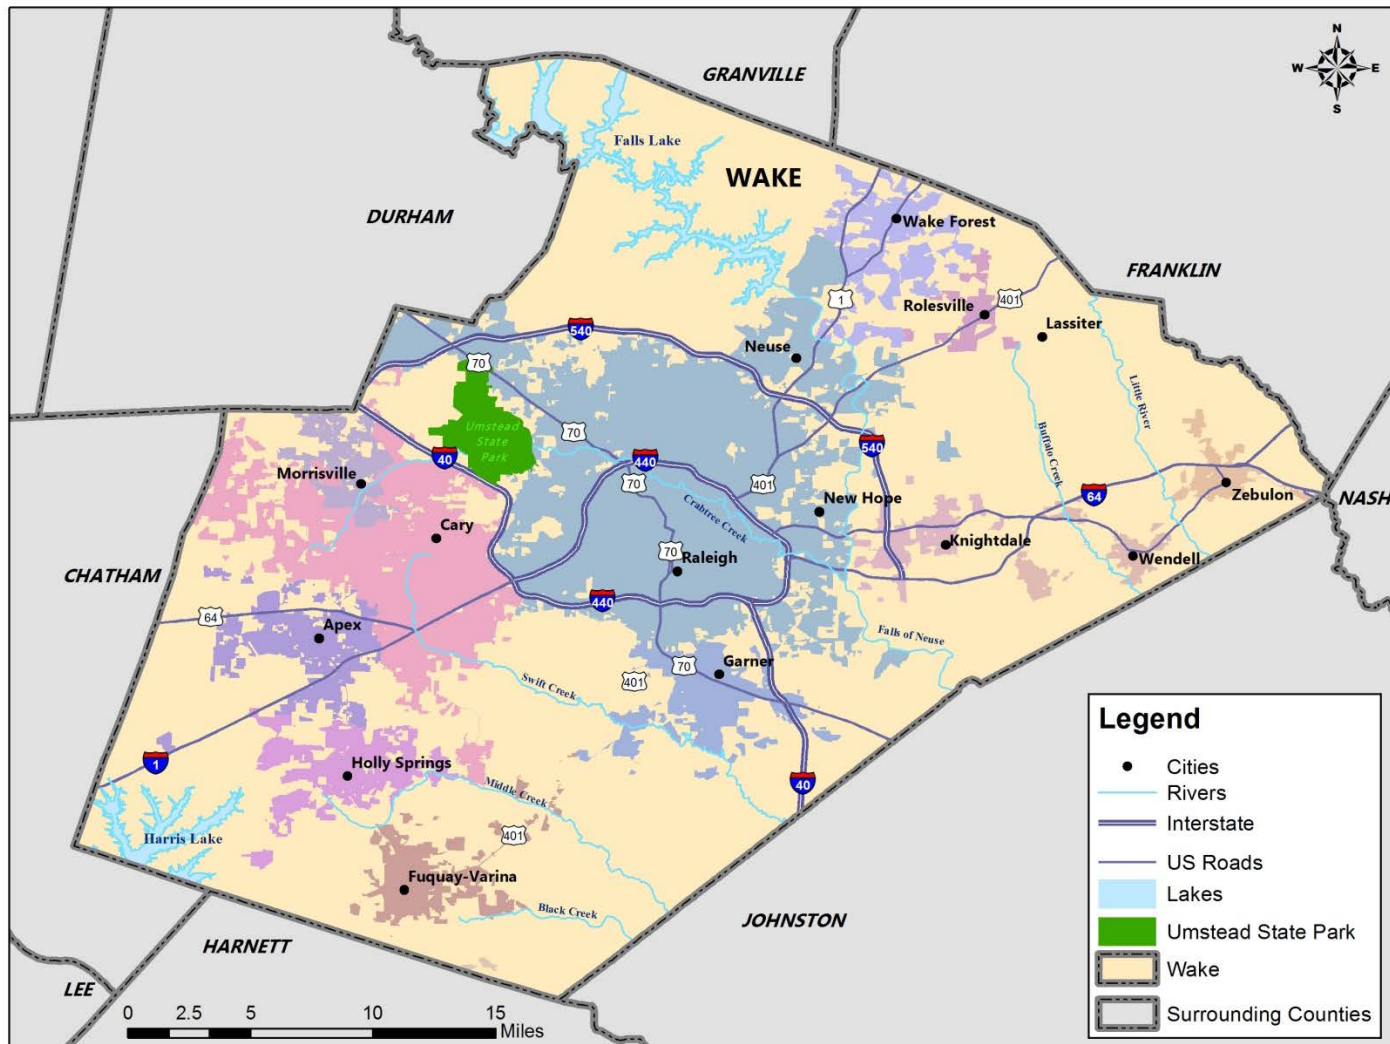 N
W E
S
GRANVILLE
Falls Lake
WAKE
DURHAM
Wake Forest
FRANKLIN
1
Rolesville
401
Lassiter
540
Neuse
70
Little River
Umstead
State
Park
70
Buffalo Creek
40
440
540
Morrisville
70
401
64
Zebulon
NASH
New Hope
Crabtree Creek
Cary
Knightdale
70
Raleigh
Wendell
CHATHAM
440
64
Apex
Falls of Neuse
70
Garner
401
Swift Creek
1
Holly Springs
Middle Creek
40
Harris Lake
401
Fuquay-Varina
Black Creek
JOHNSTON
HARNETT
LEE
0 2.5 5 10 15
Miles
Legend
Cities
Rivers
Interstate
US Roads
Lakes
Umstead State Park
Wake
Surrounding Counties